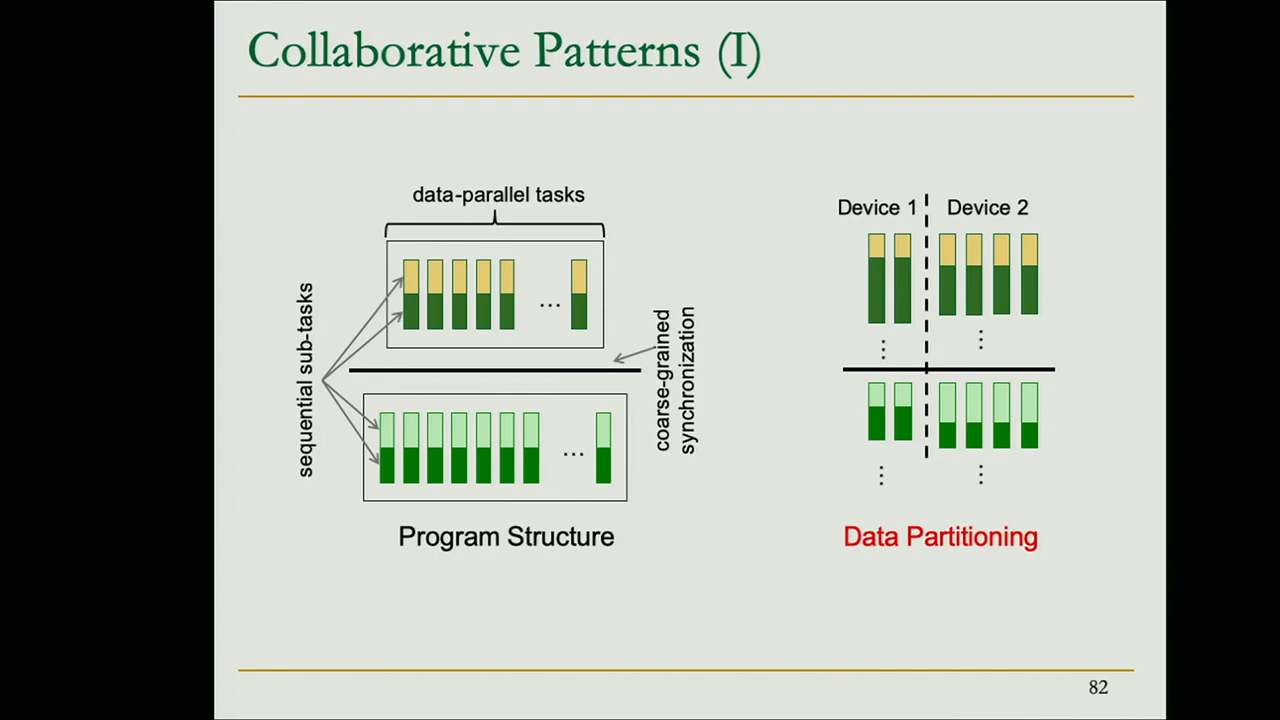 Collaborative Patterns (I)
data-parallel tasks
sequential sub-tasks
...
coarse-grained
synchronization
...
Program Structure
Device 1
Device 2
...
...
...
...
Data Partitioning
82